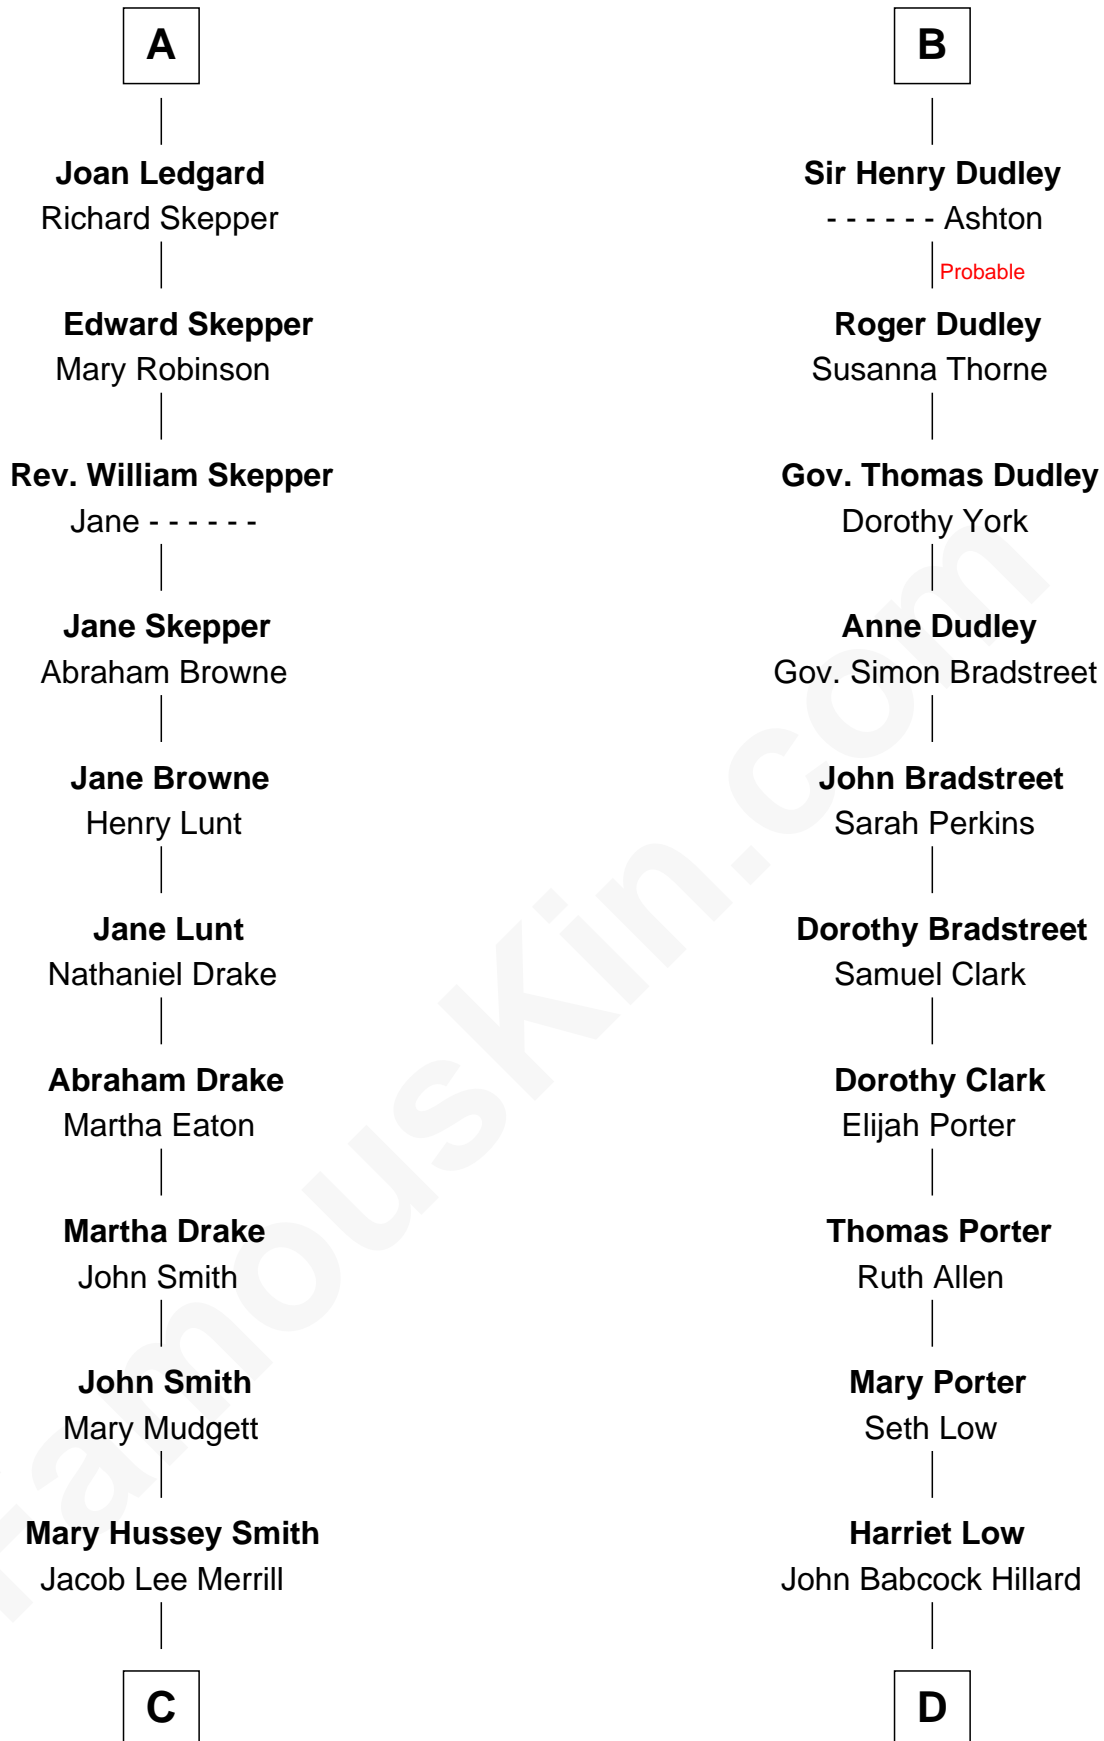 A
Joan Ledgard
Richard Skepper
Edward Skepper
Mary Robinson
Rev. William Skepper
Jane - - - - - -
Jane Skepper
Abraham Browne
Jane Browne
Henry Lunt
Jane Lunt
Nathaniel Drake
Abraham Drake
Martha Eaton
Martha Drake
John Smith
John Smith
Mary Mudgett
Mary Hussey Smith
Jacob Lee Merrill
C
B
Sir Henry Dudley
- - - - - - Ashton
Probable
Roger Dudley
Susanna Thorne
Gov. Thomas Dudley
Dorothy York
Anne Dudley
Gov. Simon Bradstreet
John Bradstreet
Sarah Perkins
Dorothy Bradstreet
Samuel Clark
Dorothy Clark
Elijah Porter
Thomas Porter
Ruth Allen
Mary Porter
Seth Low
Harriet Low
John Babcock Hillard
D
FamousKin.com